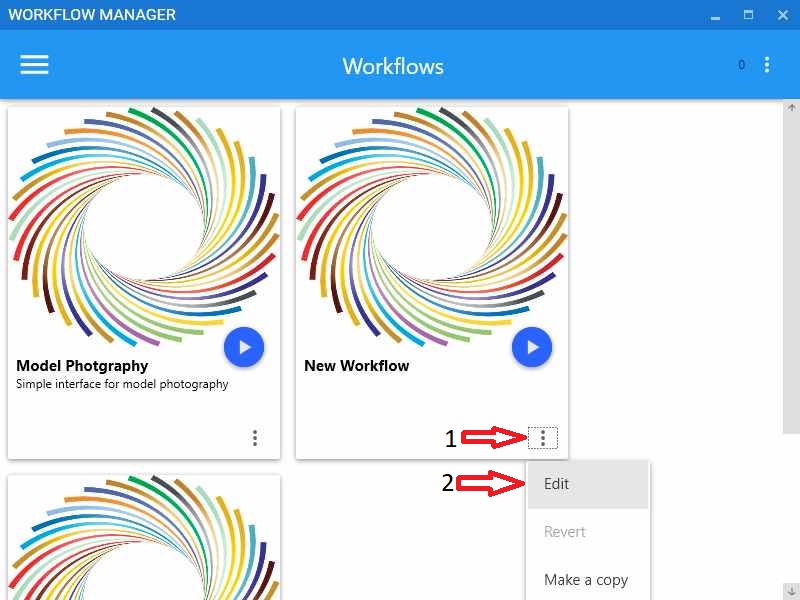 WORKFLOW MANAGER
Workflows
0
Model Photgraphy
Simple interface for model photography
New Workflow
1
2
Edit
Revert
Make a copy